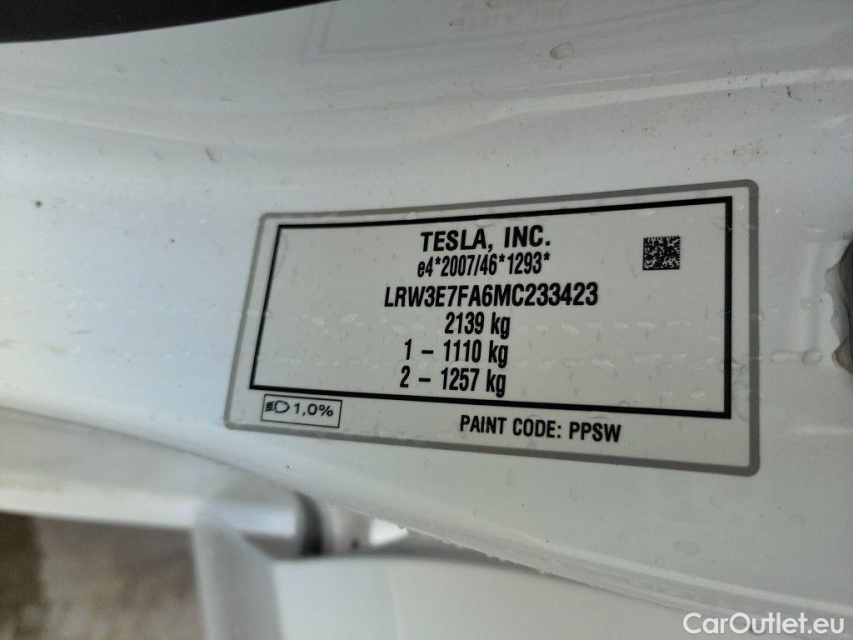 TESLA, INC.
e4*2007/46*1293*
LRW3E7FA6MC233423
2139 kg
1 – 1110 kg
2 – 1257 kg
1,0%
PAINT CODE: PPSW
CarOutlet.eu